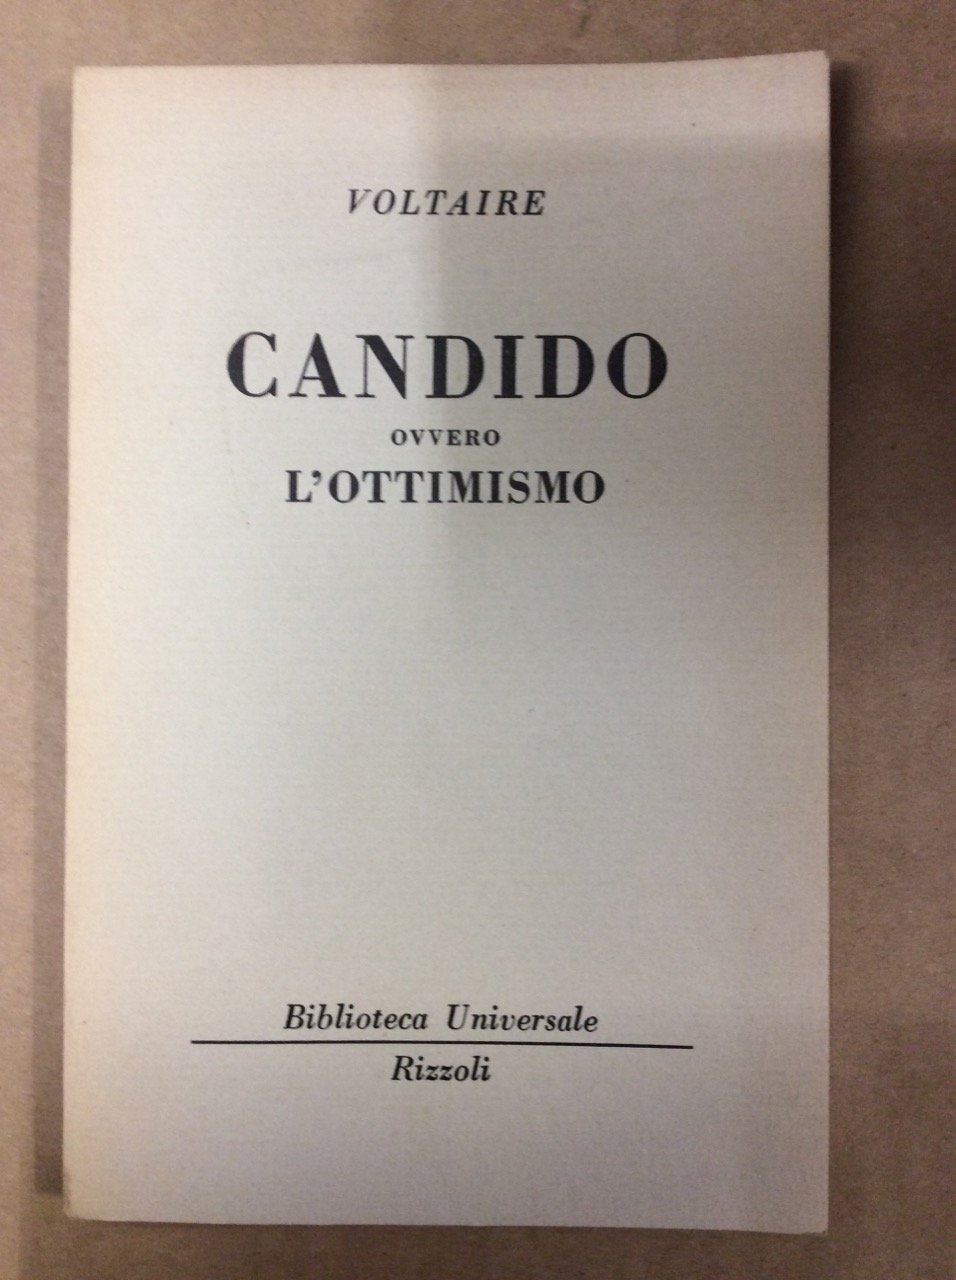 VOLTAIRE
CANDIDO
OVVERO
L'OTTIMISMO
Biblioteca Universale
Rizzoli